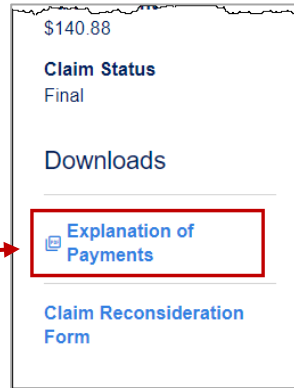 $140.88
Claim Status
Final
Downloads
Explanation of
Payments
Claim Reconsideration
Form